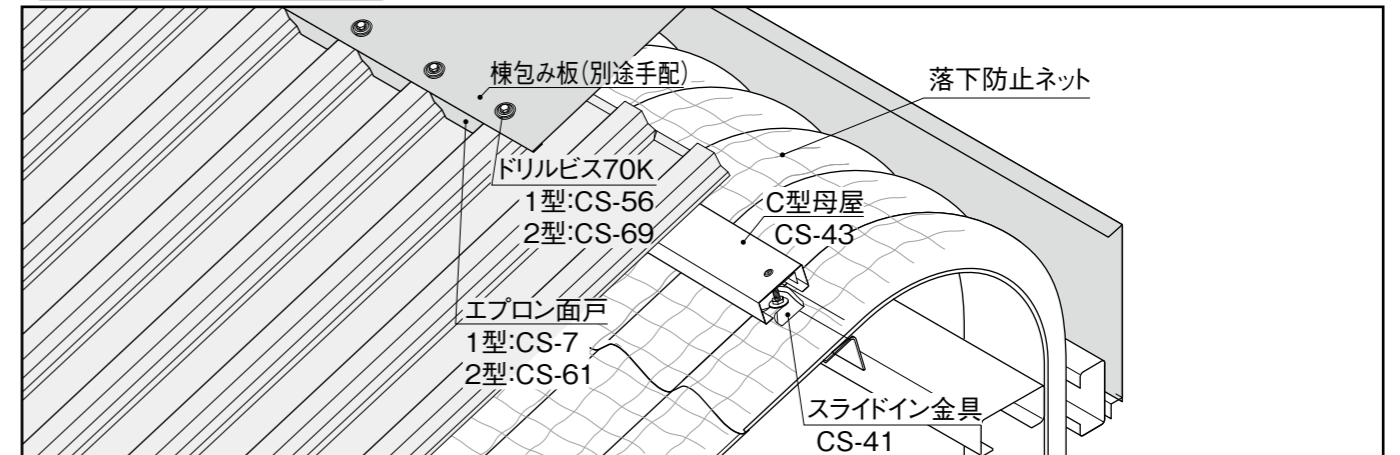 棟包み板(別途手配)
落下防止ネット
ドリルビス70K
1型:CS-56
2型:CS-69
C型母屋
CS-43
エプロン面戸
1型:CS-7
2型:CS-61
スライドイン金具
CS-41